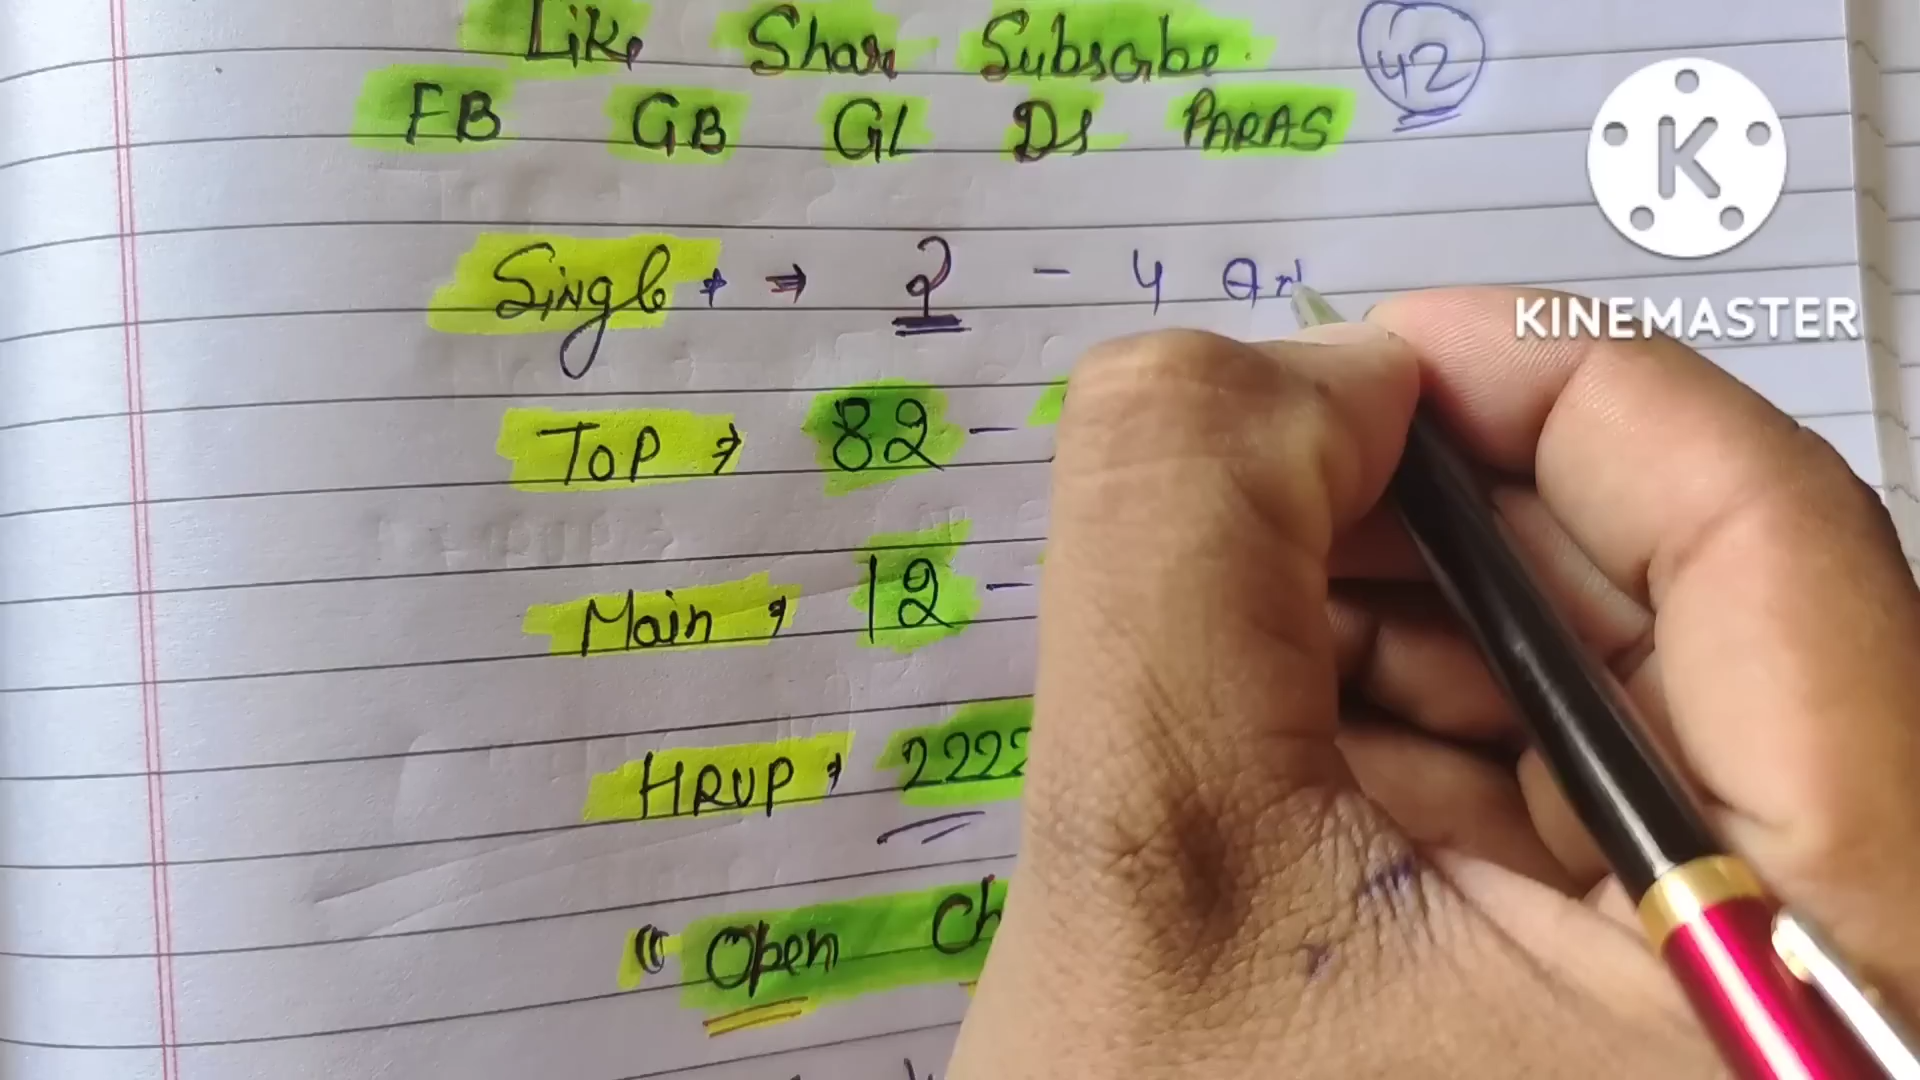 Like Share Subscribe. 42
FB GB GL DS PARAS
K
KINEMASTER
Single → ⇒ 2 - 4
TOP → 82 -
Main → 12 -
HRUP → 2222
(( Open Ch